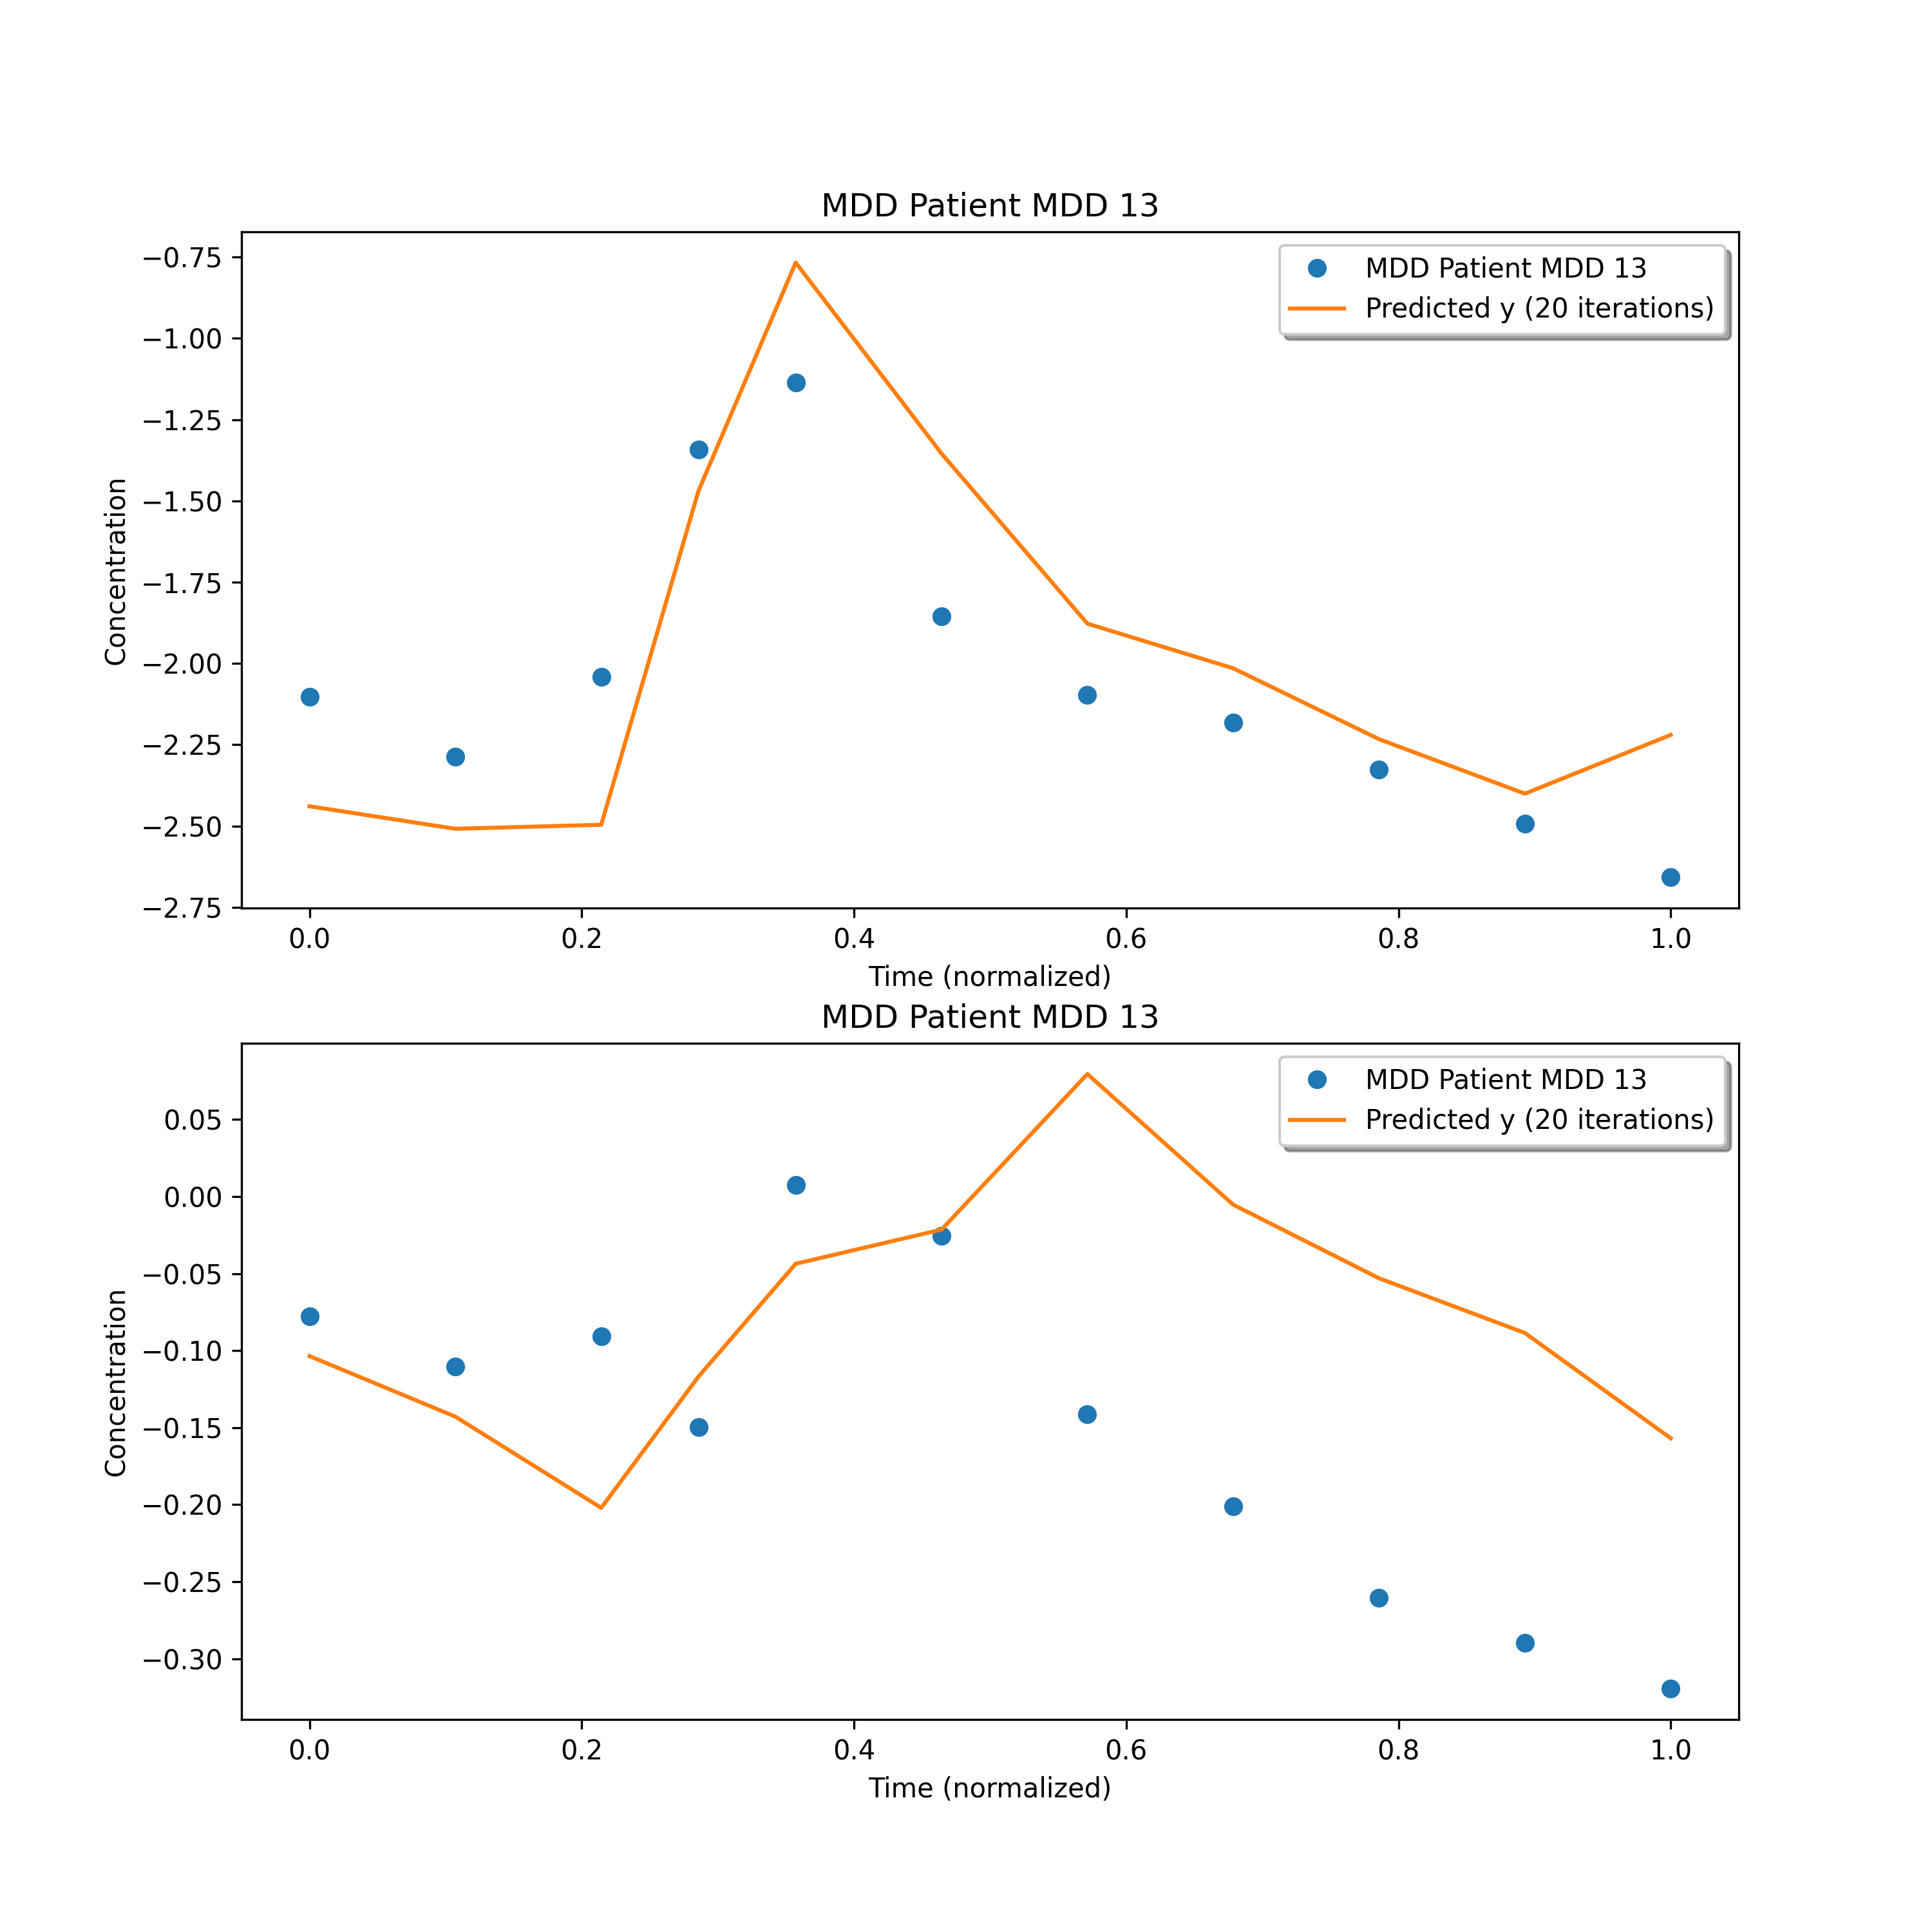 MDD Patient MDD 13
MDD Patient MDD 13
Predicted y (20 iterations)
Concentration
−0.75
−1.00
−1.25
−1.50
−1.75
−2.00
−2.25
−2.50
−2.75
0.0 0.2 0.4 0.6 0.8 1.0
Time (normalized)
MDD Patient MDD 13
MDD Patient MDD 13
Predicted y (20 iterations)
Concentration
0.05
0.00
−0.05
−0.10
−0.15
−0.20
−0.25
−0.30
0.0 0.2 0.4 0.6 0.8 1.0
Time (normalized)